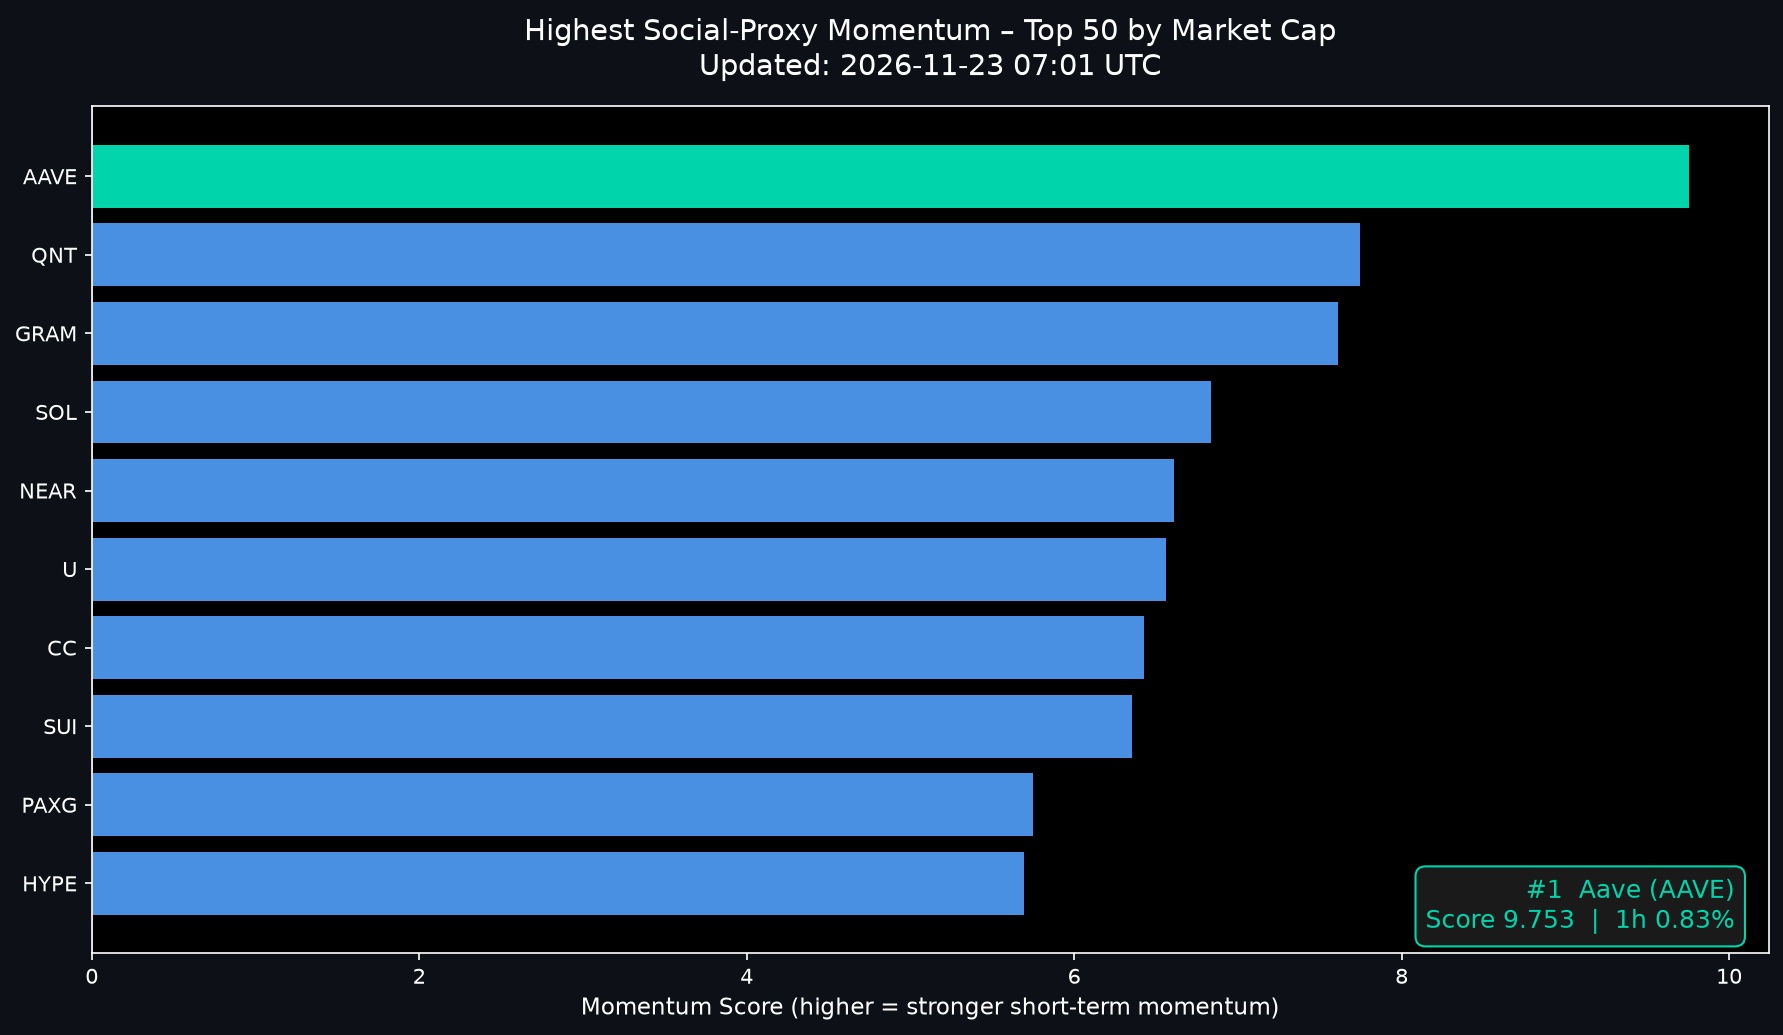 Highest Social-Proxy Momentum – Top 50 by Market Cap
Updated: 2026-11-23 07:01 UTC
AAVE
QNT
GRAM
SOL
NEAR
U
CC
SUI
PAXG
HYPE
#1  Aave (AAVE)
Score 9.753  |  1h 0.83%
0 2 4 6 8 10
Momentum Score (higher = stronger short-term momentum)